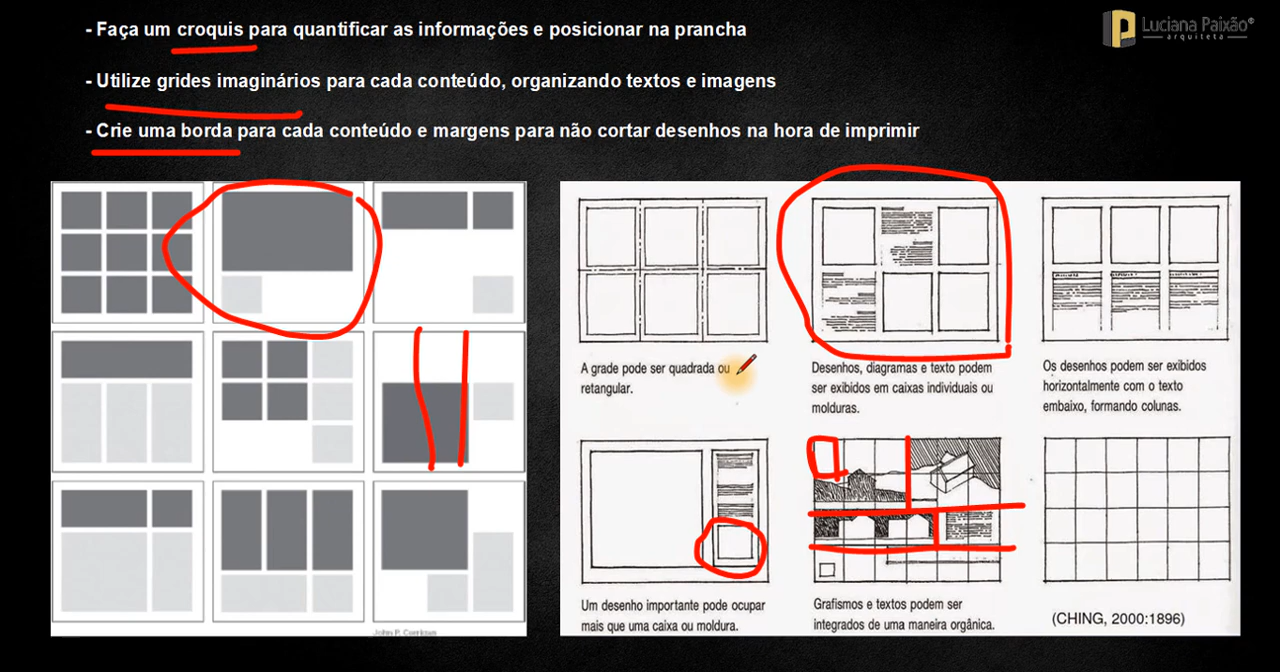 - Faça um croquis para quantificar as informações e posicionar na prancha
Luciana Paixão®
arquiteta
- Utilize grides imaginários para cada conteúdo, organizando textos e imagens
- Crie uma borda para cada conteúdo e margens para não cortar desenhos na hora de imprimir
A grade pode ser quadrada ou
retangular.
Desenhos, diagramas e texto podem
ser exibidos em caixas individuais ou
molduras.
Os desenhos podem ser exibidos
horizontalmente com o texto
embaixo, formando colunas.
Um desenho importante pode ocupar
mais que uma caixa ou moldura.
Grafismos e textos podem ser
integrados de uma maneira orgânica.
(CHING, 2000:1896)
John P.